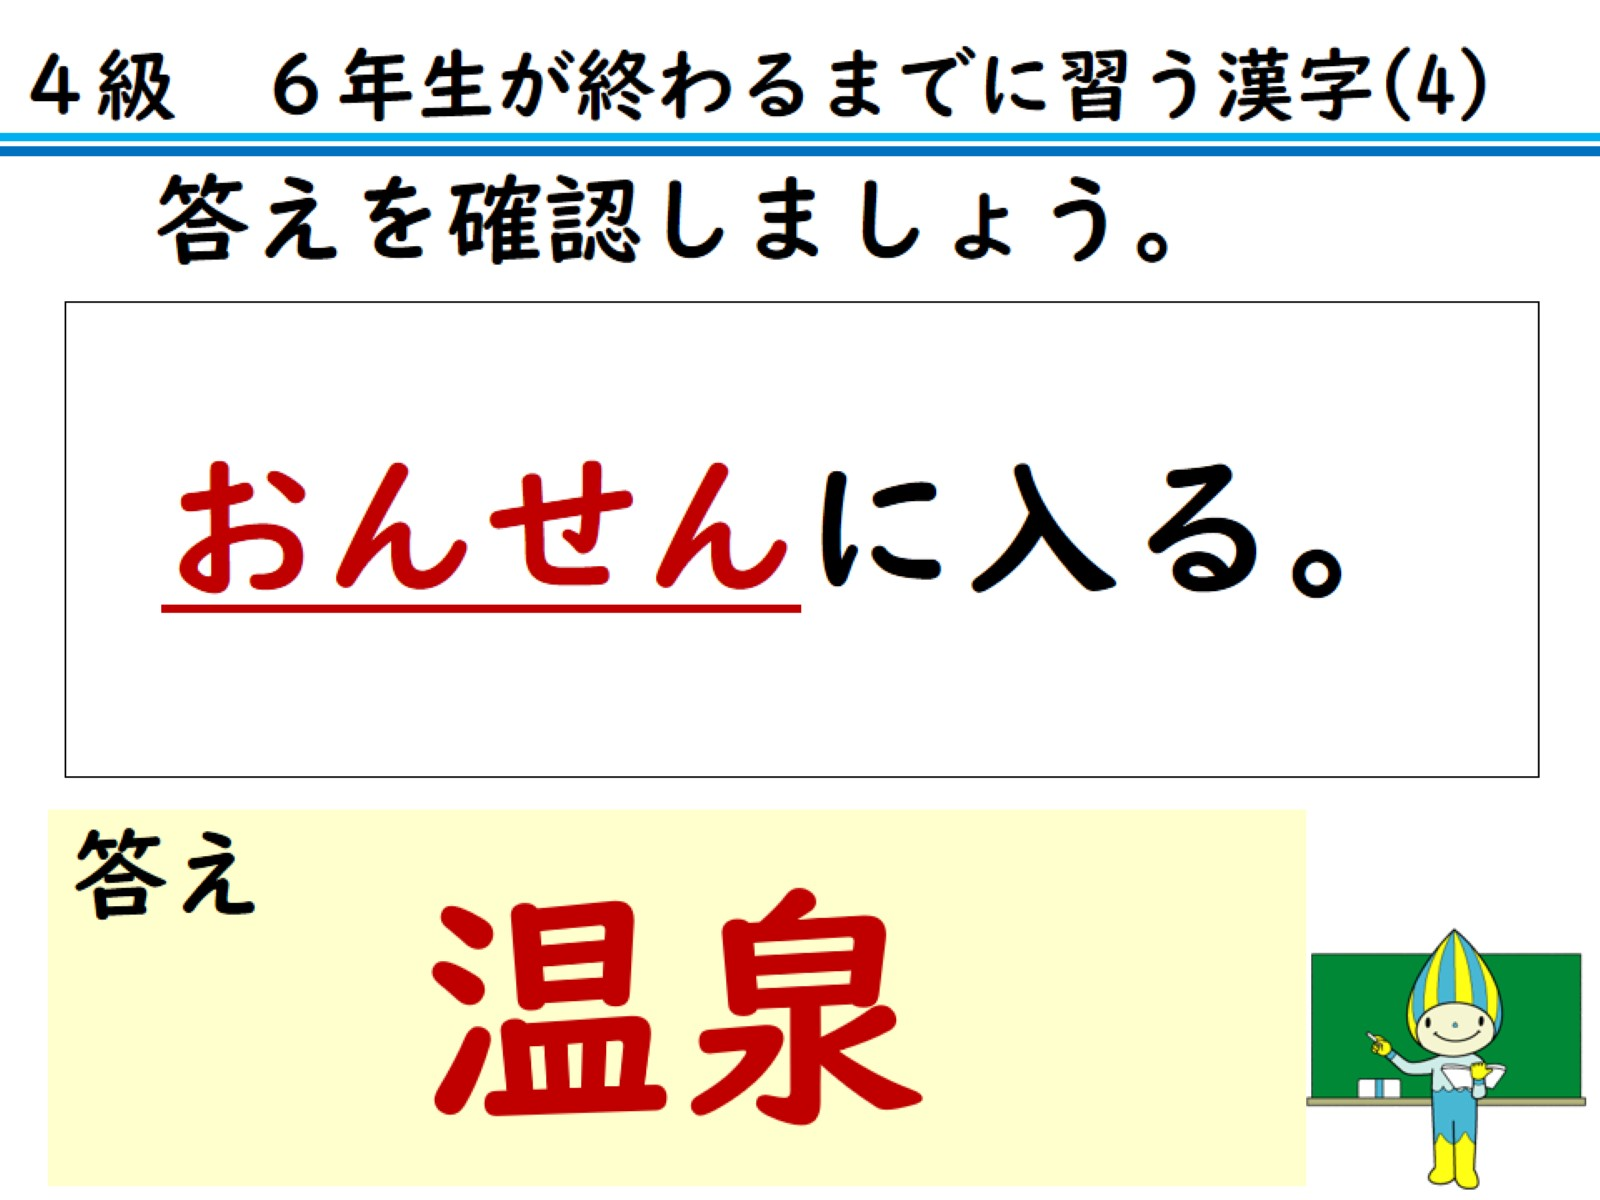 ４級　６年生が終わるまでに習う漢字(4)
答えを確認しましょう。
おんせんに入る。
答え
温泉